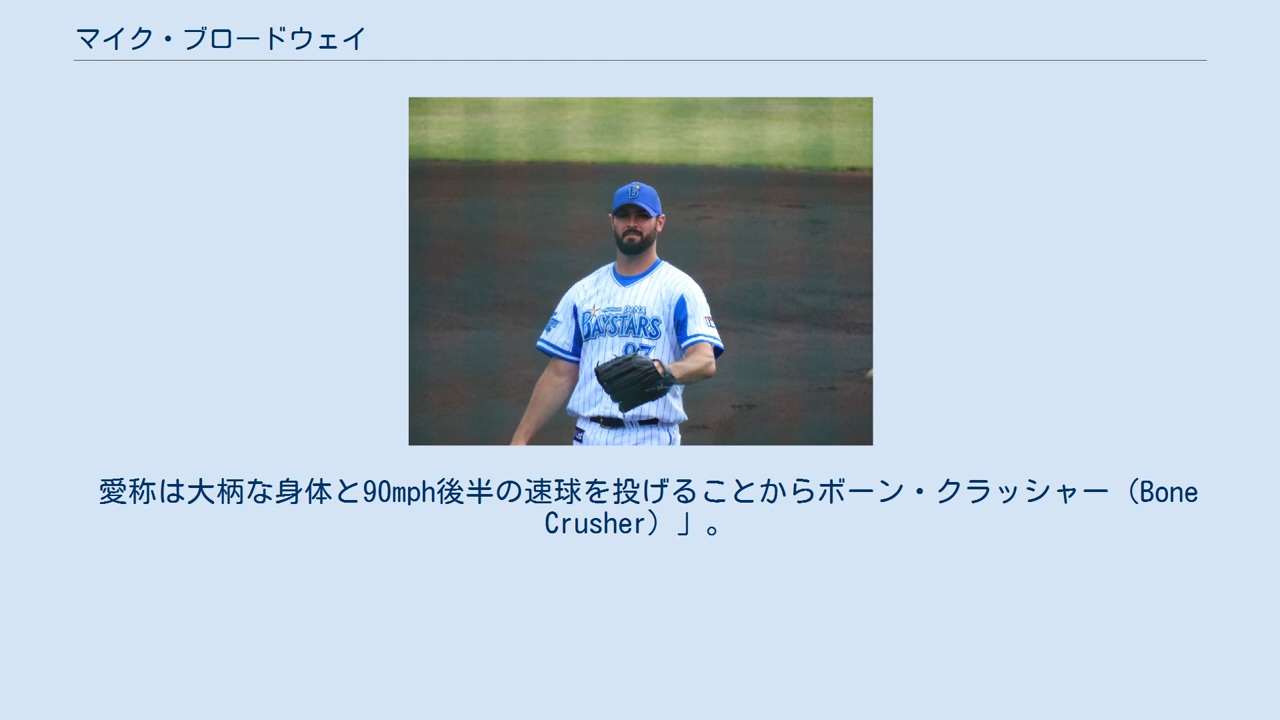 マイク・ブロードウェイ
B
DeNA
BAYSTARS
97
愛称は大柄な身体と90mph後半の速球を投げることからボーン・クラッシャー（Bone
Crusher）」。